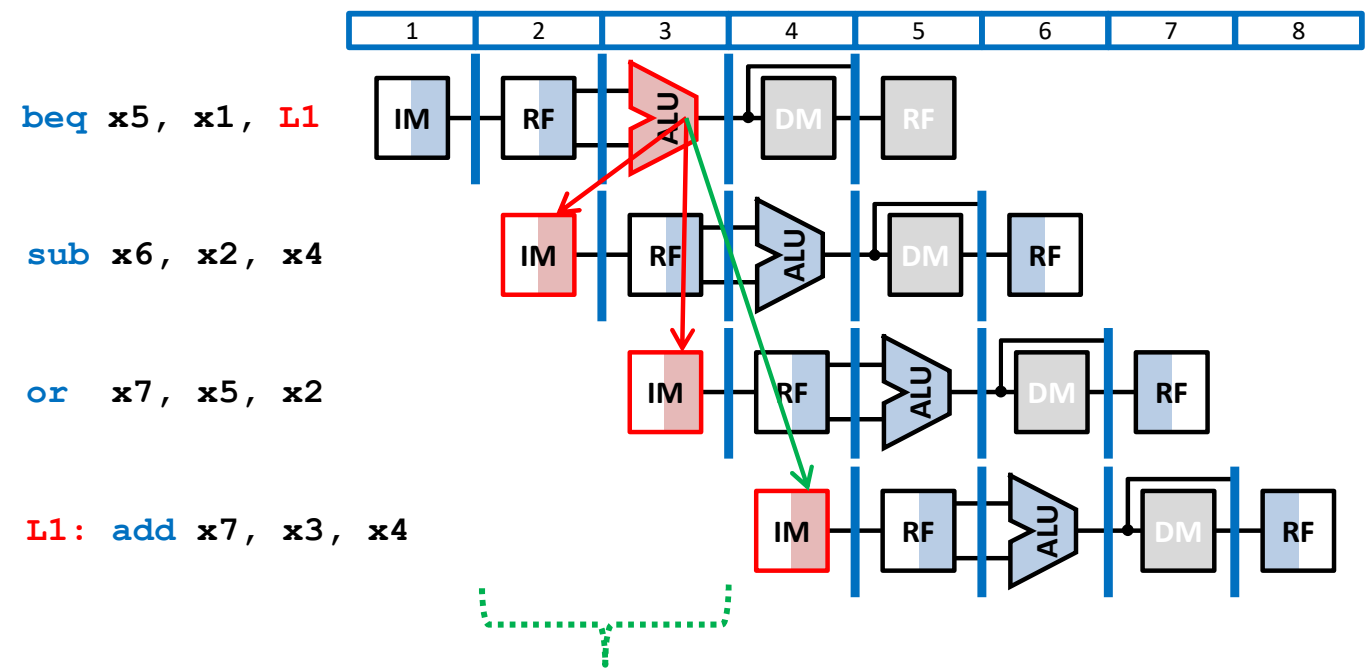 1 2 3 4 5 6 7 8
beq x5, x1, L1 IM RF ALU DM RF
sub x6, x2, x4 IM RF ALU DM RF
or x7, x5, x2 IM RF ALU DM RF
L1: add x7, x3, x4 IM RF ALU DM RF